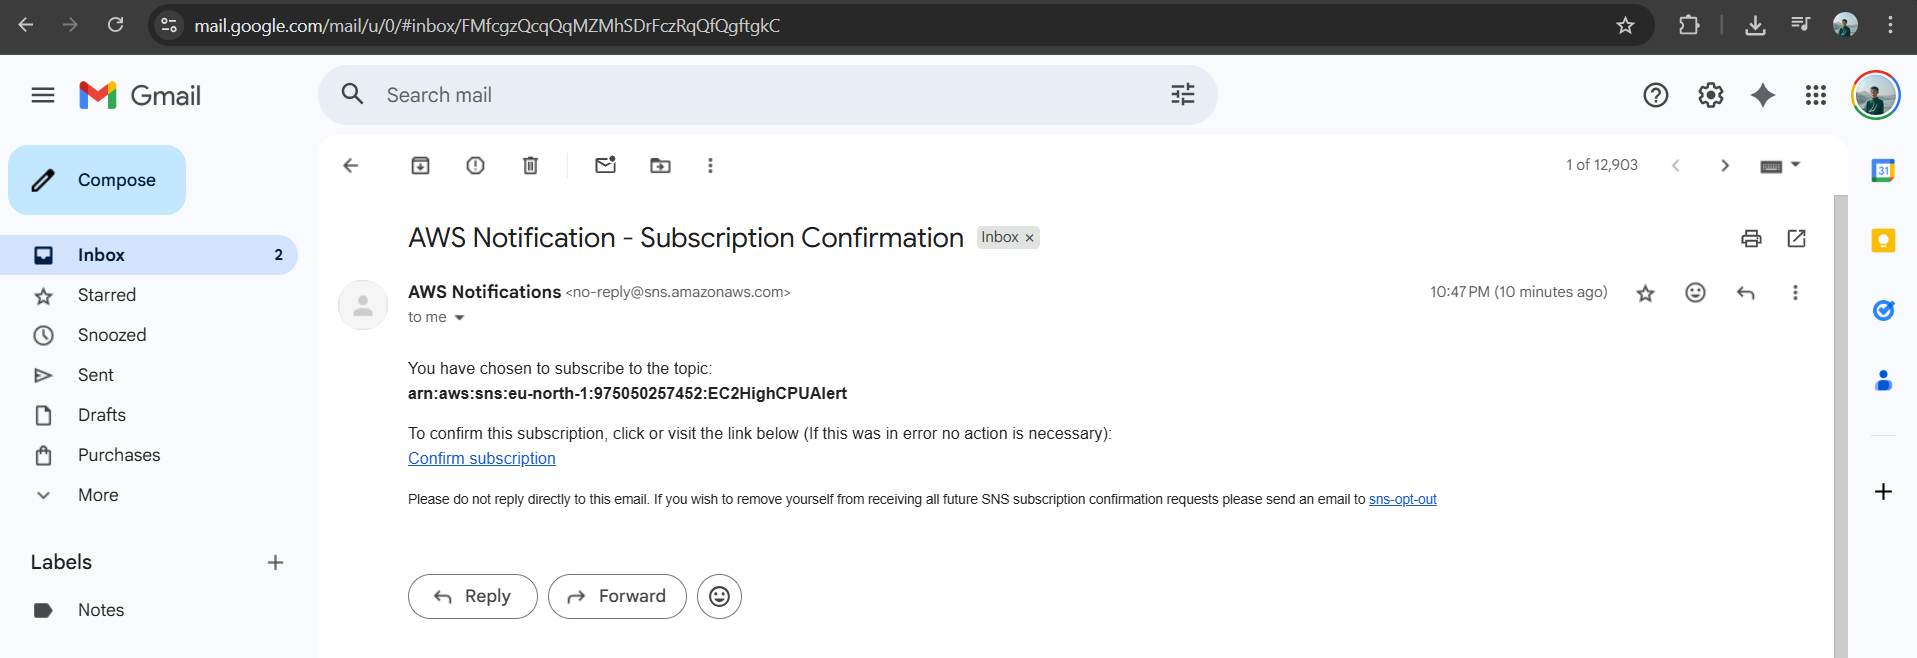 mail.google.com/mail/u/0/#inbox/FMfcgzQcqQqMZMhSDrFczRqQfQgftgkC
Gmail
Search mail
Compose
1 of 12,903
31
AWS Notification - Subscription Confirmation
Inbox ×
Inbox 2
Starred
Snoozed
Sent
Drafts
Purchases
More
Labels
Notes
AWS Notifications <no-reply@sns.amazonaws.com>
10:47 PM (10 minutes ago)
to me
You have chosen to subscribe to the topic:
arn:aws:sns:eu-north-1:975050257452:EC2HighCPUAlert
To confirm this subscription, click or visit the link below (If this was in error no action is necessary):
Confirm subscription
Please do not reply directly to this email. If you wish to remove yourself from receiving all future SNS subscription confirmation requests please send an email to sns-opt-out
Reply
Forward